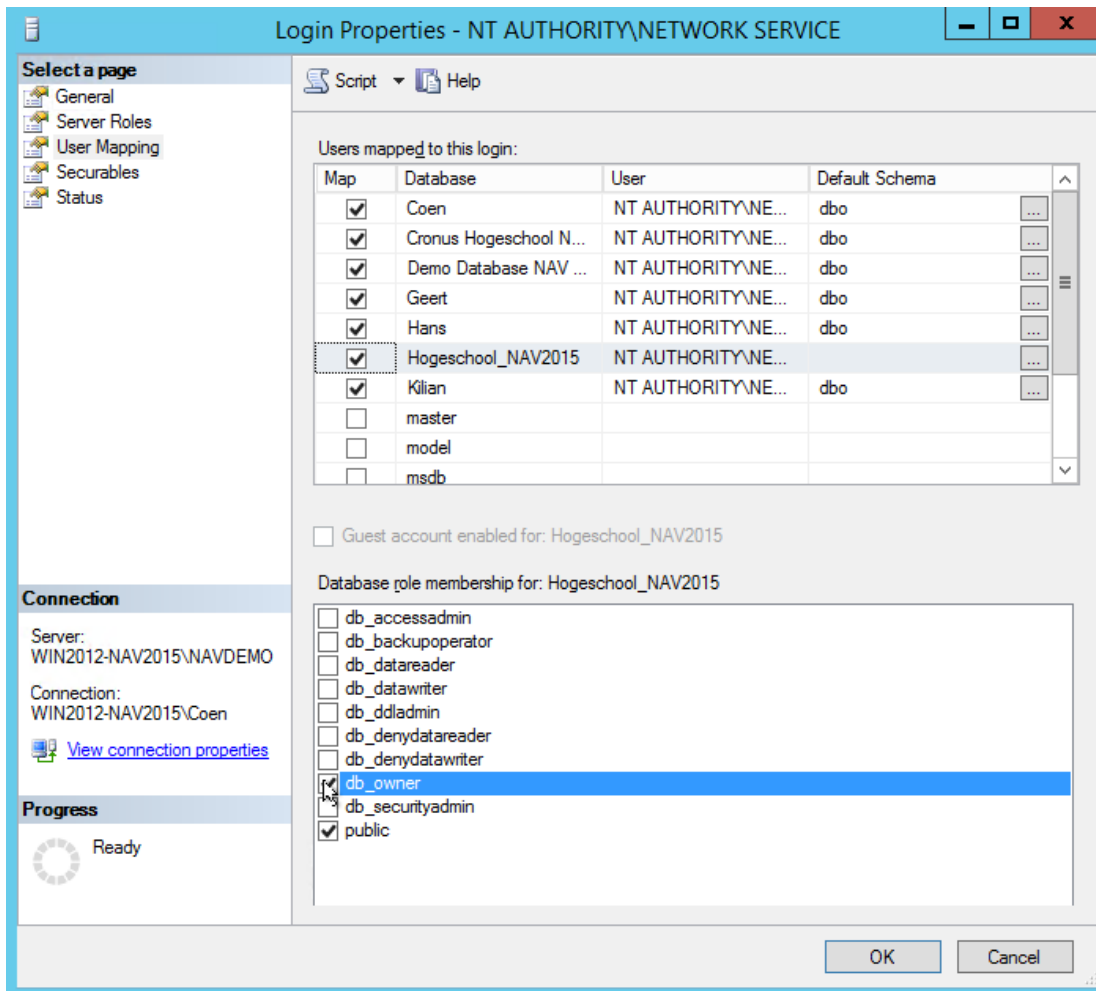 Login Properties - NT AUTHORITY\NETWORK SERVICE
Select a page
General
Server Roles
User Mapping
Securables
Status
Script Help
Users mapped to this login:
Map Database User Default Schema
Coen NT AUTHORITY\NE... dbo ...
Cronus Hogeschool N... NT AUTHORITY\NE... dbo ...
Demo Database NAV ... NT AUTHORITY\NE... dbo ...
Geert NT AUTHORITY\NE... dbo ...
Hans NT AUTHORITY\NE... dbo ...
Hogeschool_NAV2015 NT AUTHORITY\NE... ...
Kilian NT AUTHORITY\NE... dbo ...
master
model
msdb
Guest account enabled for: Hogeschool_NAV2015
Database role membership for: Hogeschool_NAV2015
db_accessadmin
db_backupoperator
db_datareader
db_datawriter
db_ddladmin
db_denydatareader
db_denydatawriter
db_owner
db_securityadmin
public
Connection
Server:
WIN2012-NAV2015\NAVDEMO
Connection:
WIN2012-NAV2015\Coen
View connection properties
Progress
Ready
OK Cancel